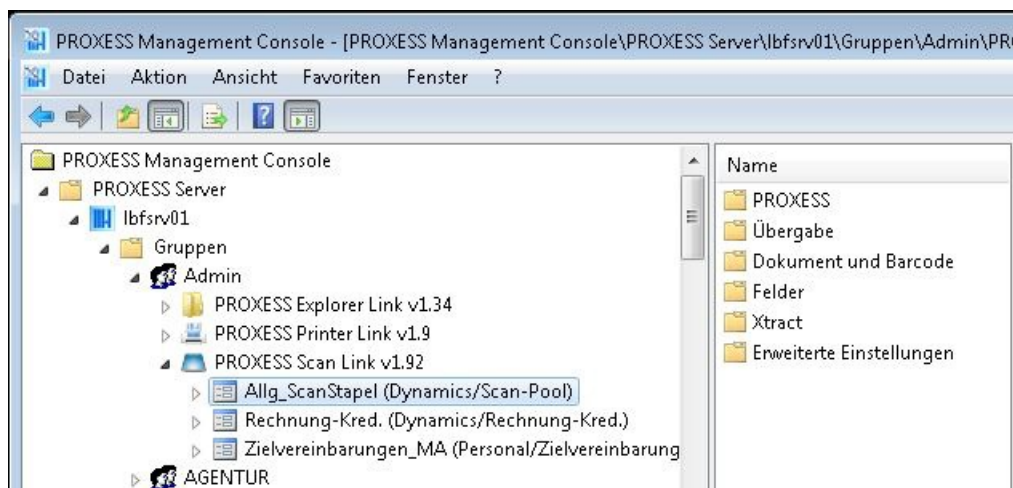 PROXESS Management Console - [PROXESS Management Console\PROXESS Server\lbfsrv01\Gruppen\Admin\PR
Datei Aktion Ansicht Favoriten Fenster ?
PROXESS Management Console
PROXESS Server
lbfsrv01
Gruppen
Admin
PROXESS Explorer Link v1.34
PROXESS Printer Link v1.9
PROXESS Scan Link v1.92
Allg_ScanStapel (Dynamics/Scan-Pool)
Rechnung-Kred. (Dynamics/Rechnung-Kred.)
Zielvereinbarungen_MA (Personal/Zielvereinbarung
AGENTUR
Name
PROXESS
Übergabe
Dokument und Barcode
Felder
Xtract
Erweiterte Einstellungen